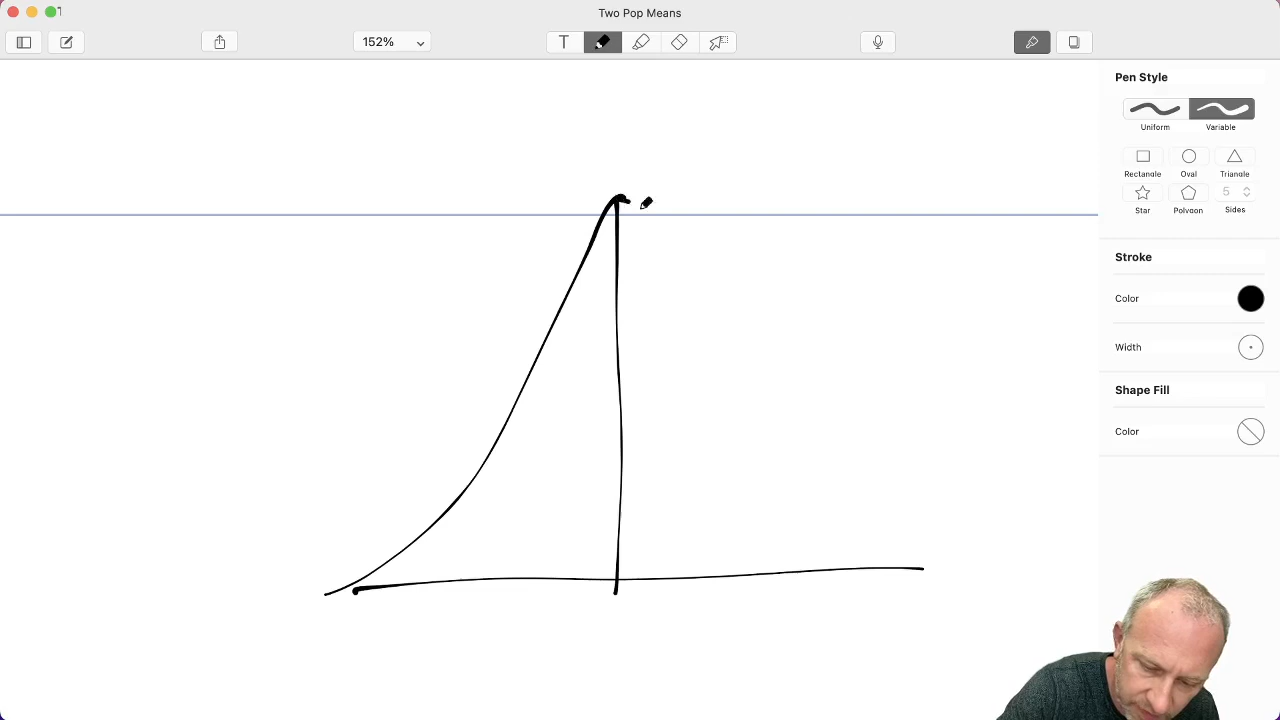 Two Pop Means
152%
T
Pen Style
Uniform
Variable
Rectangle
Oval
Triangle
Star
Polygon
5
Sides
Stroke
Color
Width
Shape Fill
Color